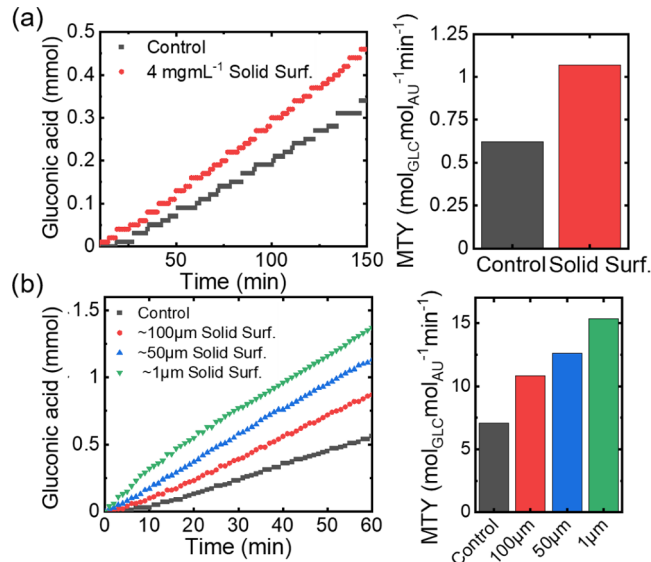 (a)
Gluconic acid (mmol)
0.5
0.4
0.3
0.2
0.1
0
Control
4 mgmL⁻¹ Solid Surf.
50
100
150
Time (min)
MTY (mol_GLC mol_AU⁻¹min⁻¹)
1.25
1
0.75
0.5
0.25
0
Control
Solid Surf.
(b)
Gluconic acid (mmol)
1.5
1
0.5
0
Control
~100µm Solid Surf.
~50µm Solid Surf.
~1µm Solid Surf.
0
10
20
30
40
50
60
Time (min)
MTY (mol_GLC mol_AU⁻¹min⁻¹)
15
10
5
0
Control
100µm
50µm
1µm